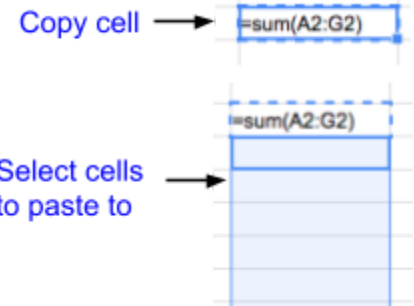 Copy cell
=sum(A2:G2)
=sum(A2:G2)
Select cells
to paste to